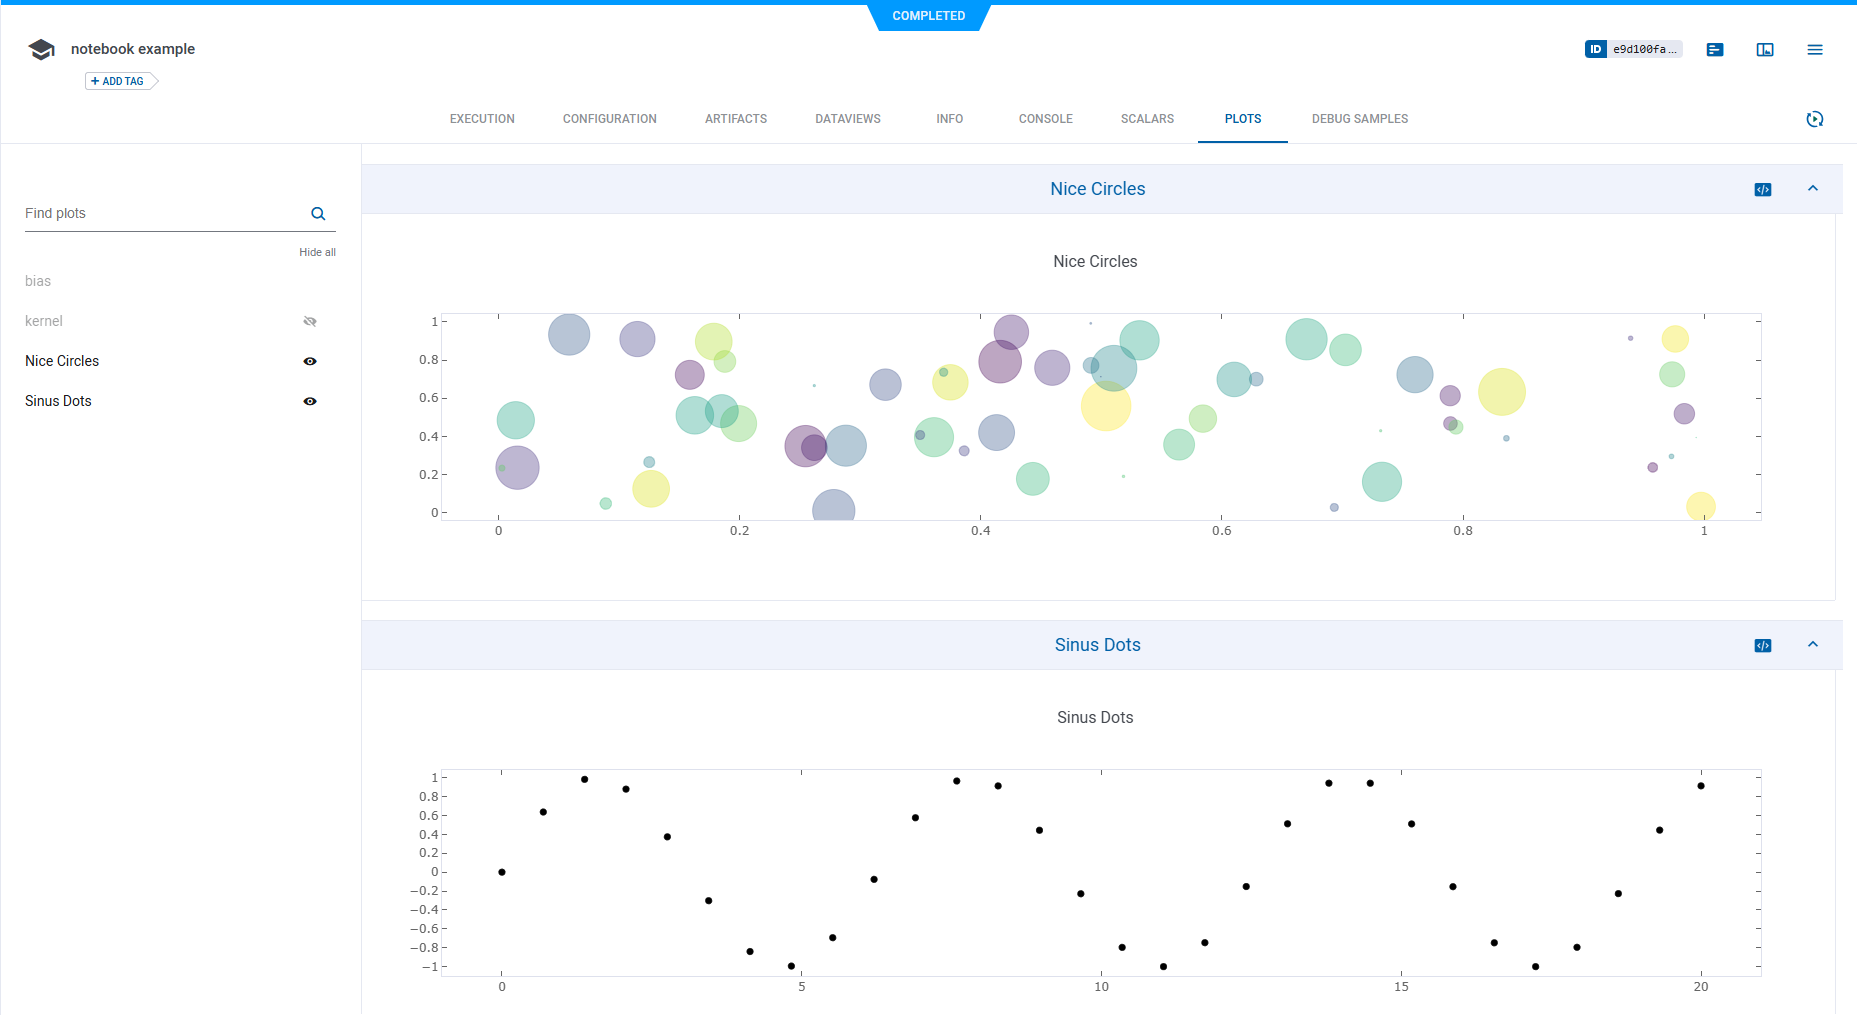 COMPLETED
notebook example
ID e9d100fa...
+ ADD TAG
EXECUTION CONFIGURATION ARTIFACTS DATAVIEWS INFO CONSOLE SCALARS PLOTS DEBUG SAMPLES
Find plots
Hide all
bias
kernel
Nice Circles
Sinus Dots
Nice Circles
Nice Circles
1
0.8
0.6
0.4
0.2
0
0 0.2 0.4 0.6 0.8 1
Sinus Dots
Sinus Dots
1
0.8
0.6
0.4
0.2
0
−0.2
−0.4
−0.6
−0.8
−1
0 5 10 15 20